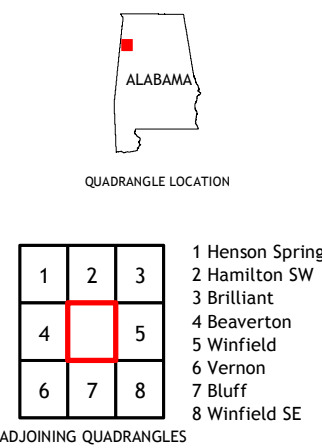 ALABAMA
QUADRANGLE LOCATION
1 2 3
4 5
6 7 8
1 Henson Spring
2 Hamilton SW
3 Brilliant
4 Beaverton
5 Winfield
6 Vernon
7 Bluff
8 Winfield SE
ADJOINING QUADRANGLES